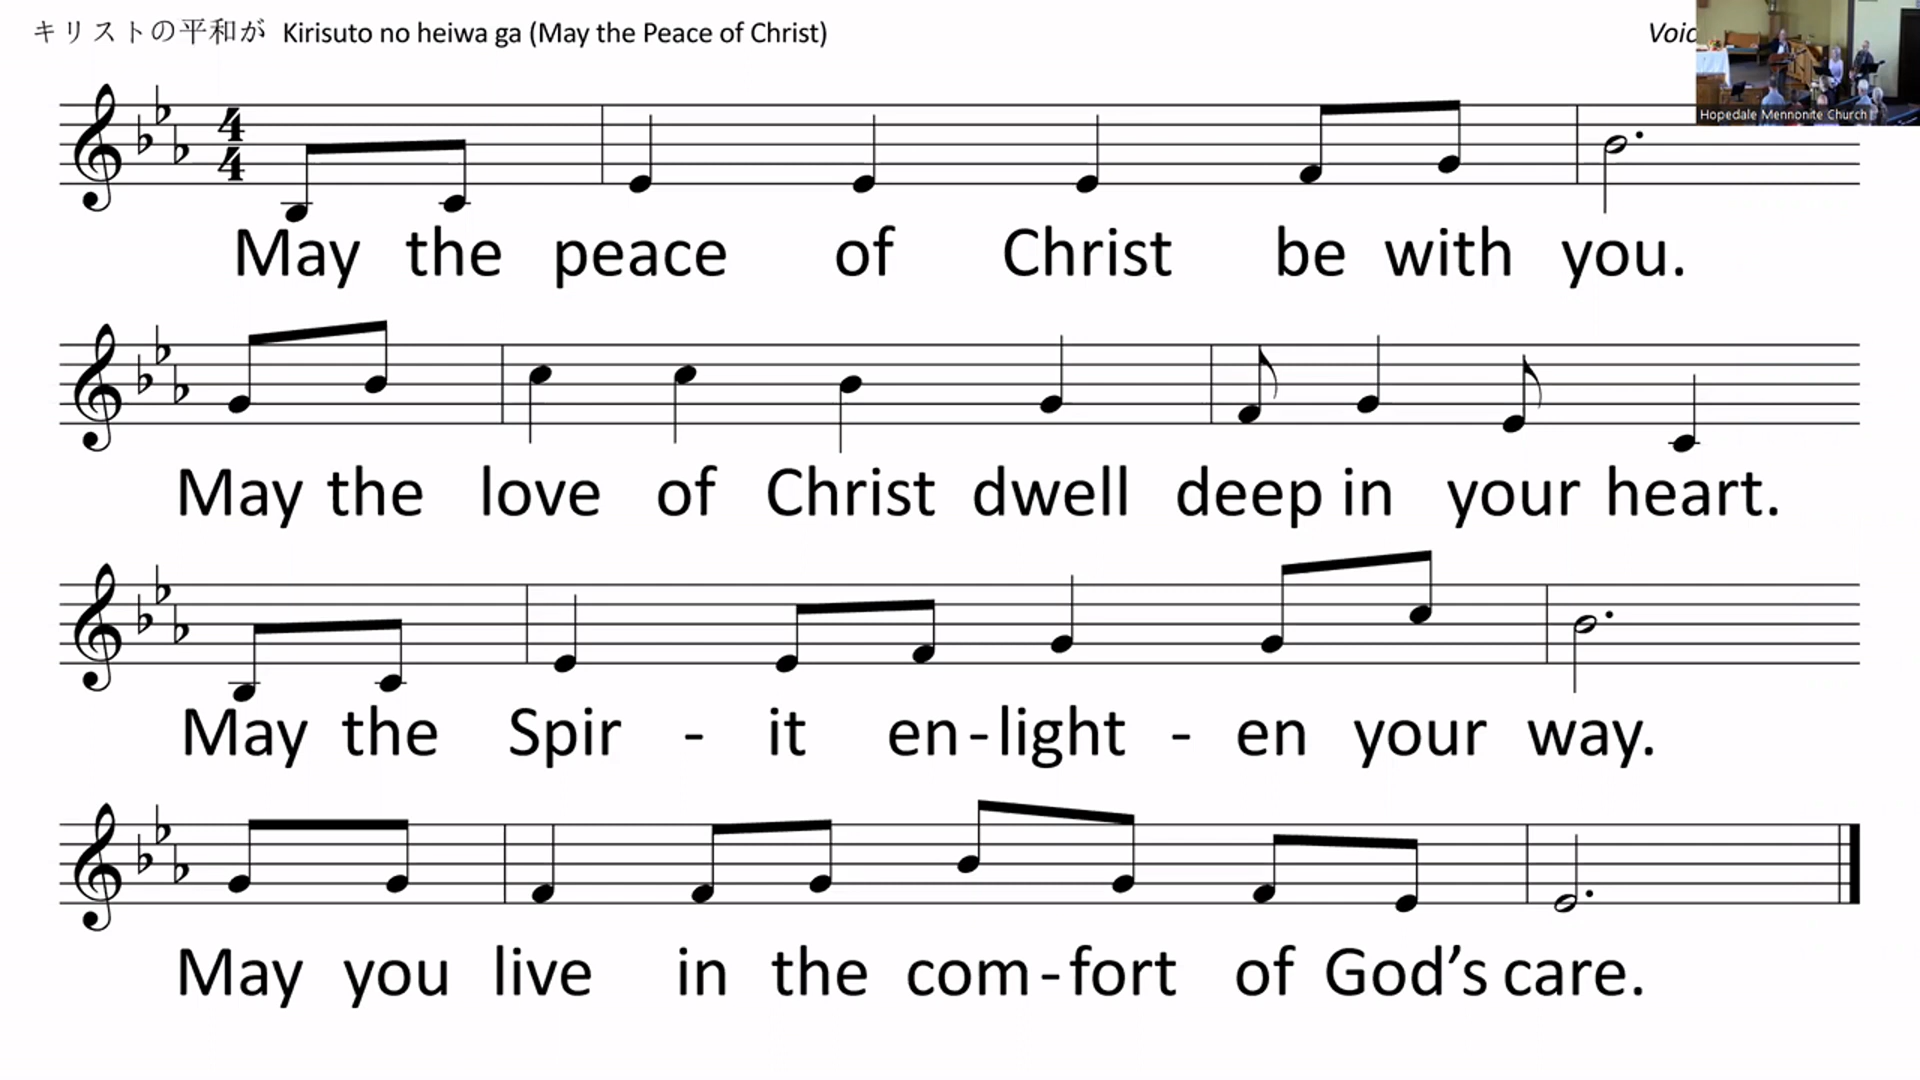 キリストの平和が Kirisuto no heiwa ga (May the Peace of Christ)
Hopedale Mennonite Church
4
4
May the peace of Christ be with you.
May the love of Christ dwell deep in your heart.
May the Spir - it en-light - en your way.
May you live in the com-fort of God’s care.